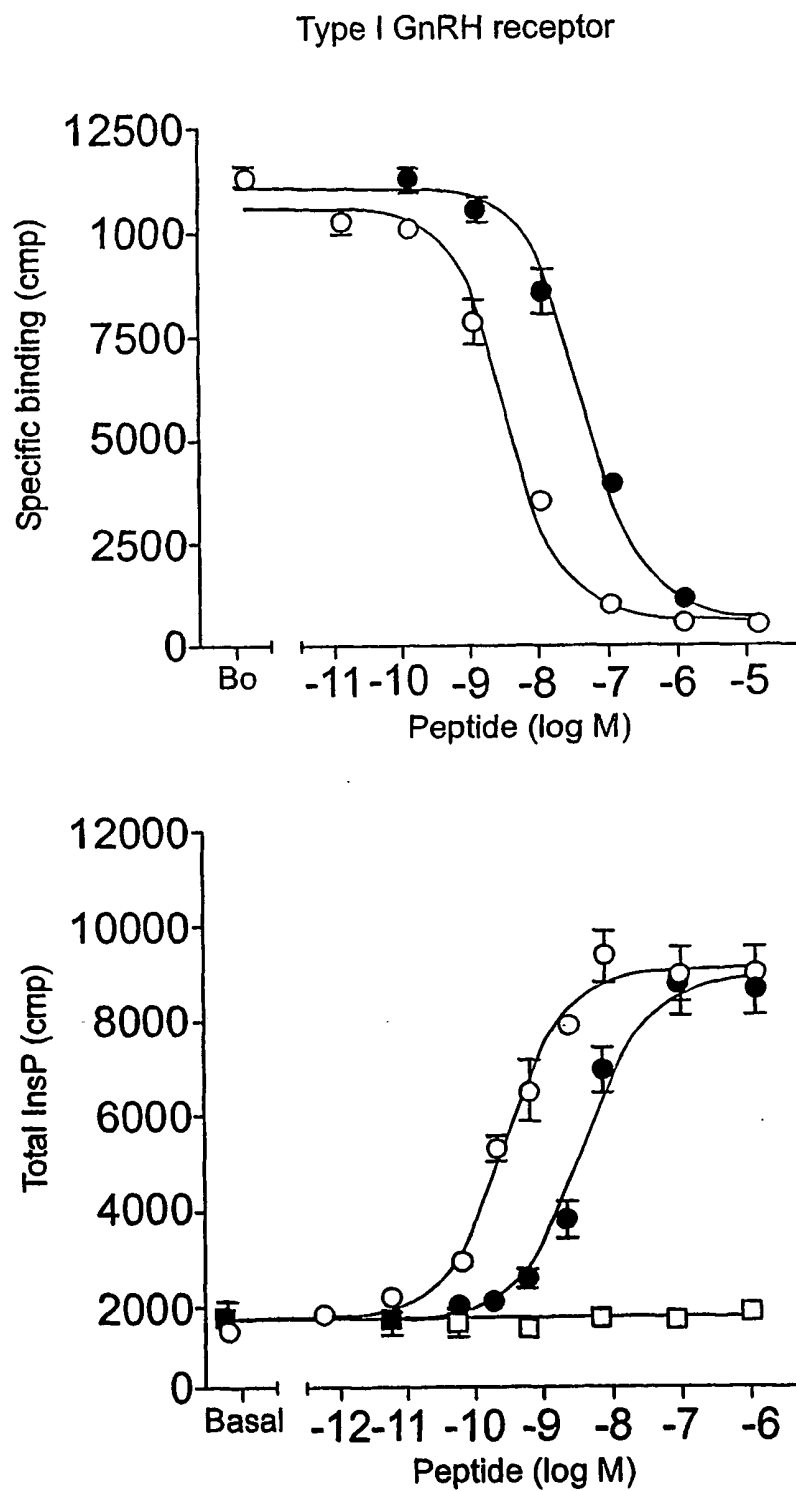 Type I GnRH receptor
Specific binding (cmp)
12500
1000
7500
5000
2500
0
Bo
-11 -10 -9 -8 -7 -6 -5
Peptide (log M)
Total InsP (cmp)
12000
10000
8000
6000
4000
2000
0
Basal
-12 -11 -10 -9 -8 -7 -6
Peptide (log M)